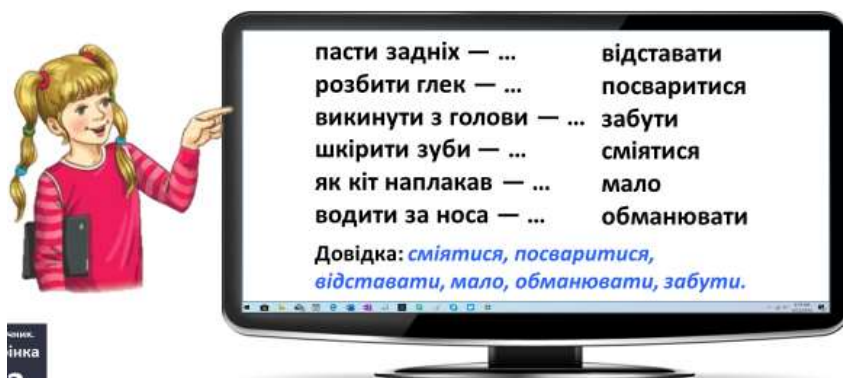 пасти задніх — ... відставати
розбити глек — ... посваритися
викинути з голови — ... забути
шкірити зуби — ... сміятися
як кіт наплакав — ... мало
водити за носа — ... обманювати
Довідка: сміятися, посваритися,
відставати, мало, обманювати, забути.